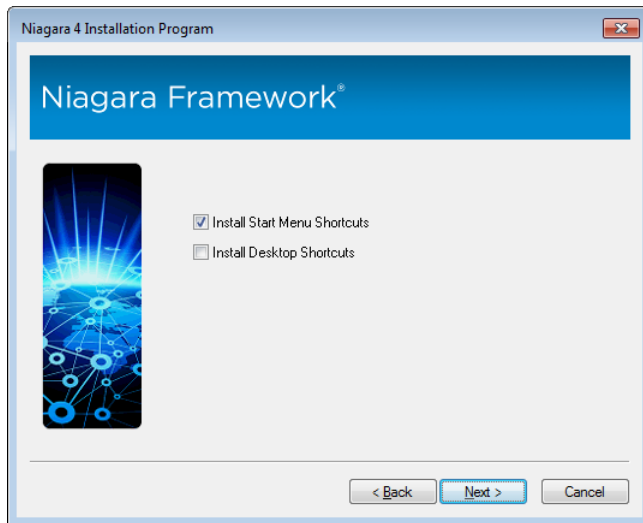 Niagara 4 Installation Program
Niagara Framework®
Install Start Menu Shortcuts
Install Desktop Shortcuts
< Back
Next >
Cancel